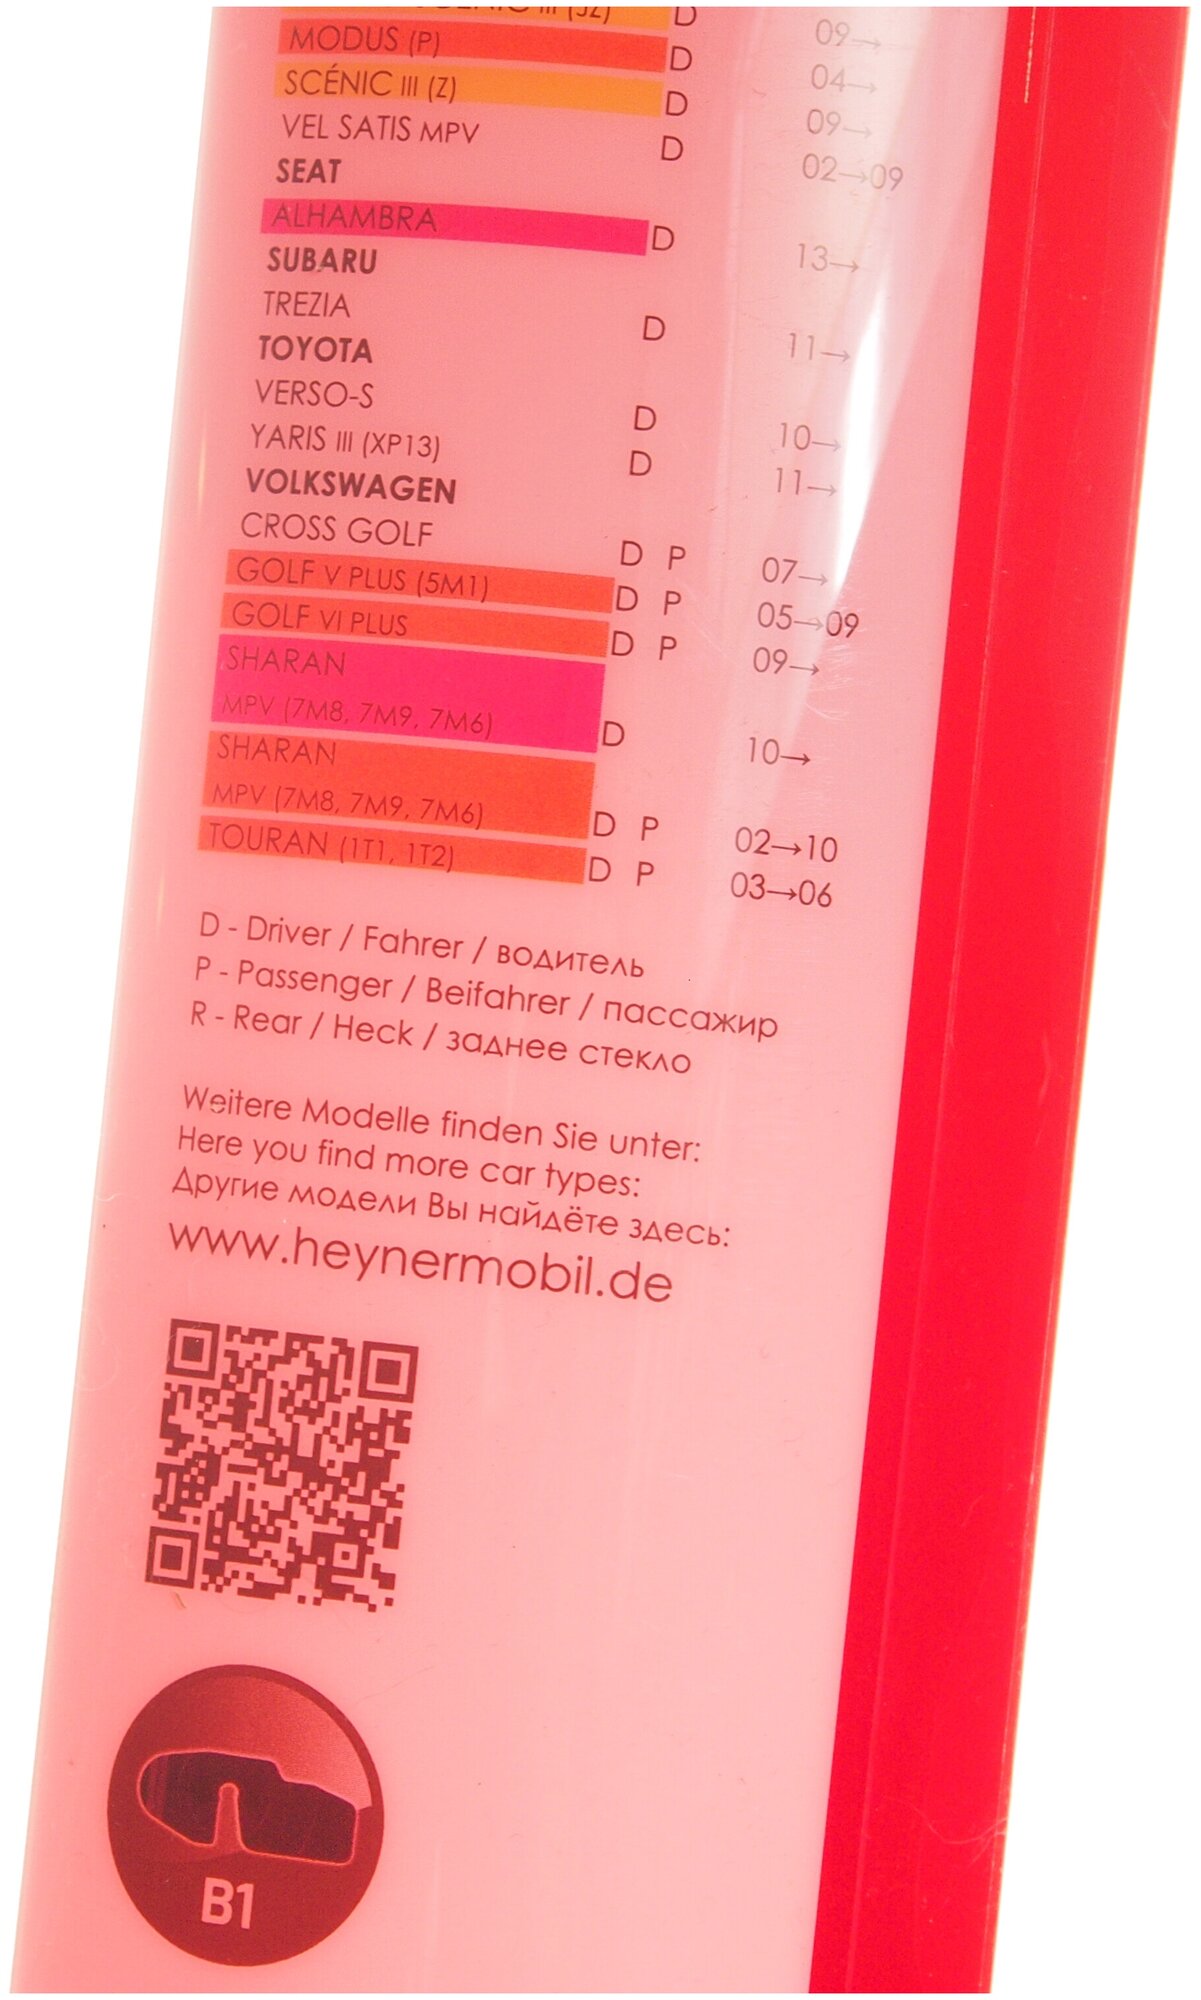 SCÉNIC III (JZ) D 09→
MODUS (P) D 04→
SCÉNIC III (Z) D 09→
VEL SATIS MPV D 02→09
SEAT
ALHAMBRA D 13→
SUBARU
TREZIA D 11→
TOYOTA
VERSO-S D 10→
YARIS III (XP13) D 11→
VOLKSWAGEN
CROSS GOLF D P 07→
GOLF V PLUS (5M1) D P 05→09
GOLF VI PLUS D P 09→
SHARAN
MPV (7M8, 7M9, 7M6) D 10→
SHARAN
MPV (7M8, 7M9, 7M6) D P 02→10
TOURAN (1T1, 1T2) D P 03→06
D - Driver / Fahrer / водитель
P - Passenger / Beifahrer / пассажир
R - Rear / Heck / заднее стекло
Weitere Modelle finden Sie unter:
Here you find more car types:
Другие модели Вы найдёте здесь:
www.heynermobil.de
B1